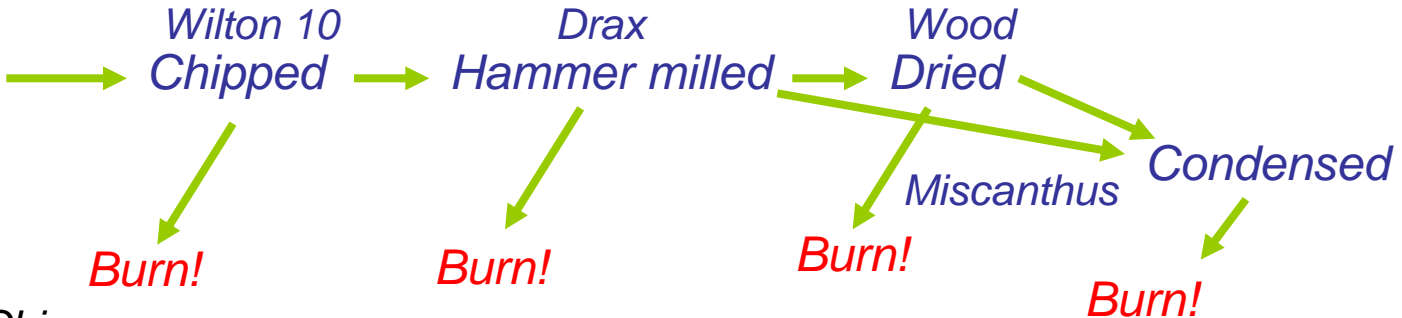 Wilton 10
Drax
Wood
Chipped
Hammer milled
Dried
Condensed
Miscanthus
Burn!
Burn!
Burn!
Burn!